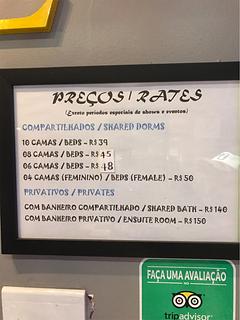 PREÇOS / RATES
(Exceto períodos especiais de shows e eventos)
COMPARTILHADOS / SHARED DORMS
10 CAMAS / BEDS - R$ 39
08 CAMAS / BEDS - R$ 45
06 CAMAS / BEDS - R$ 48
04 CAMAS (FEMININO) / BEDS (FEMALE) - R$ 50
PRIVATIVOS / PRIVATES
COM BANHEIRO COMPARTILHADO / SHARED BATH - R$ 140
COM BANHEIRO PRIVATIVO / ENSUITE ROOM - R$ 150
FAÇA UMA AVALIAÇÃO
NO
tripadvisor